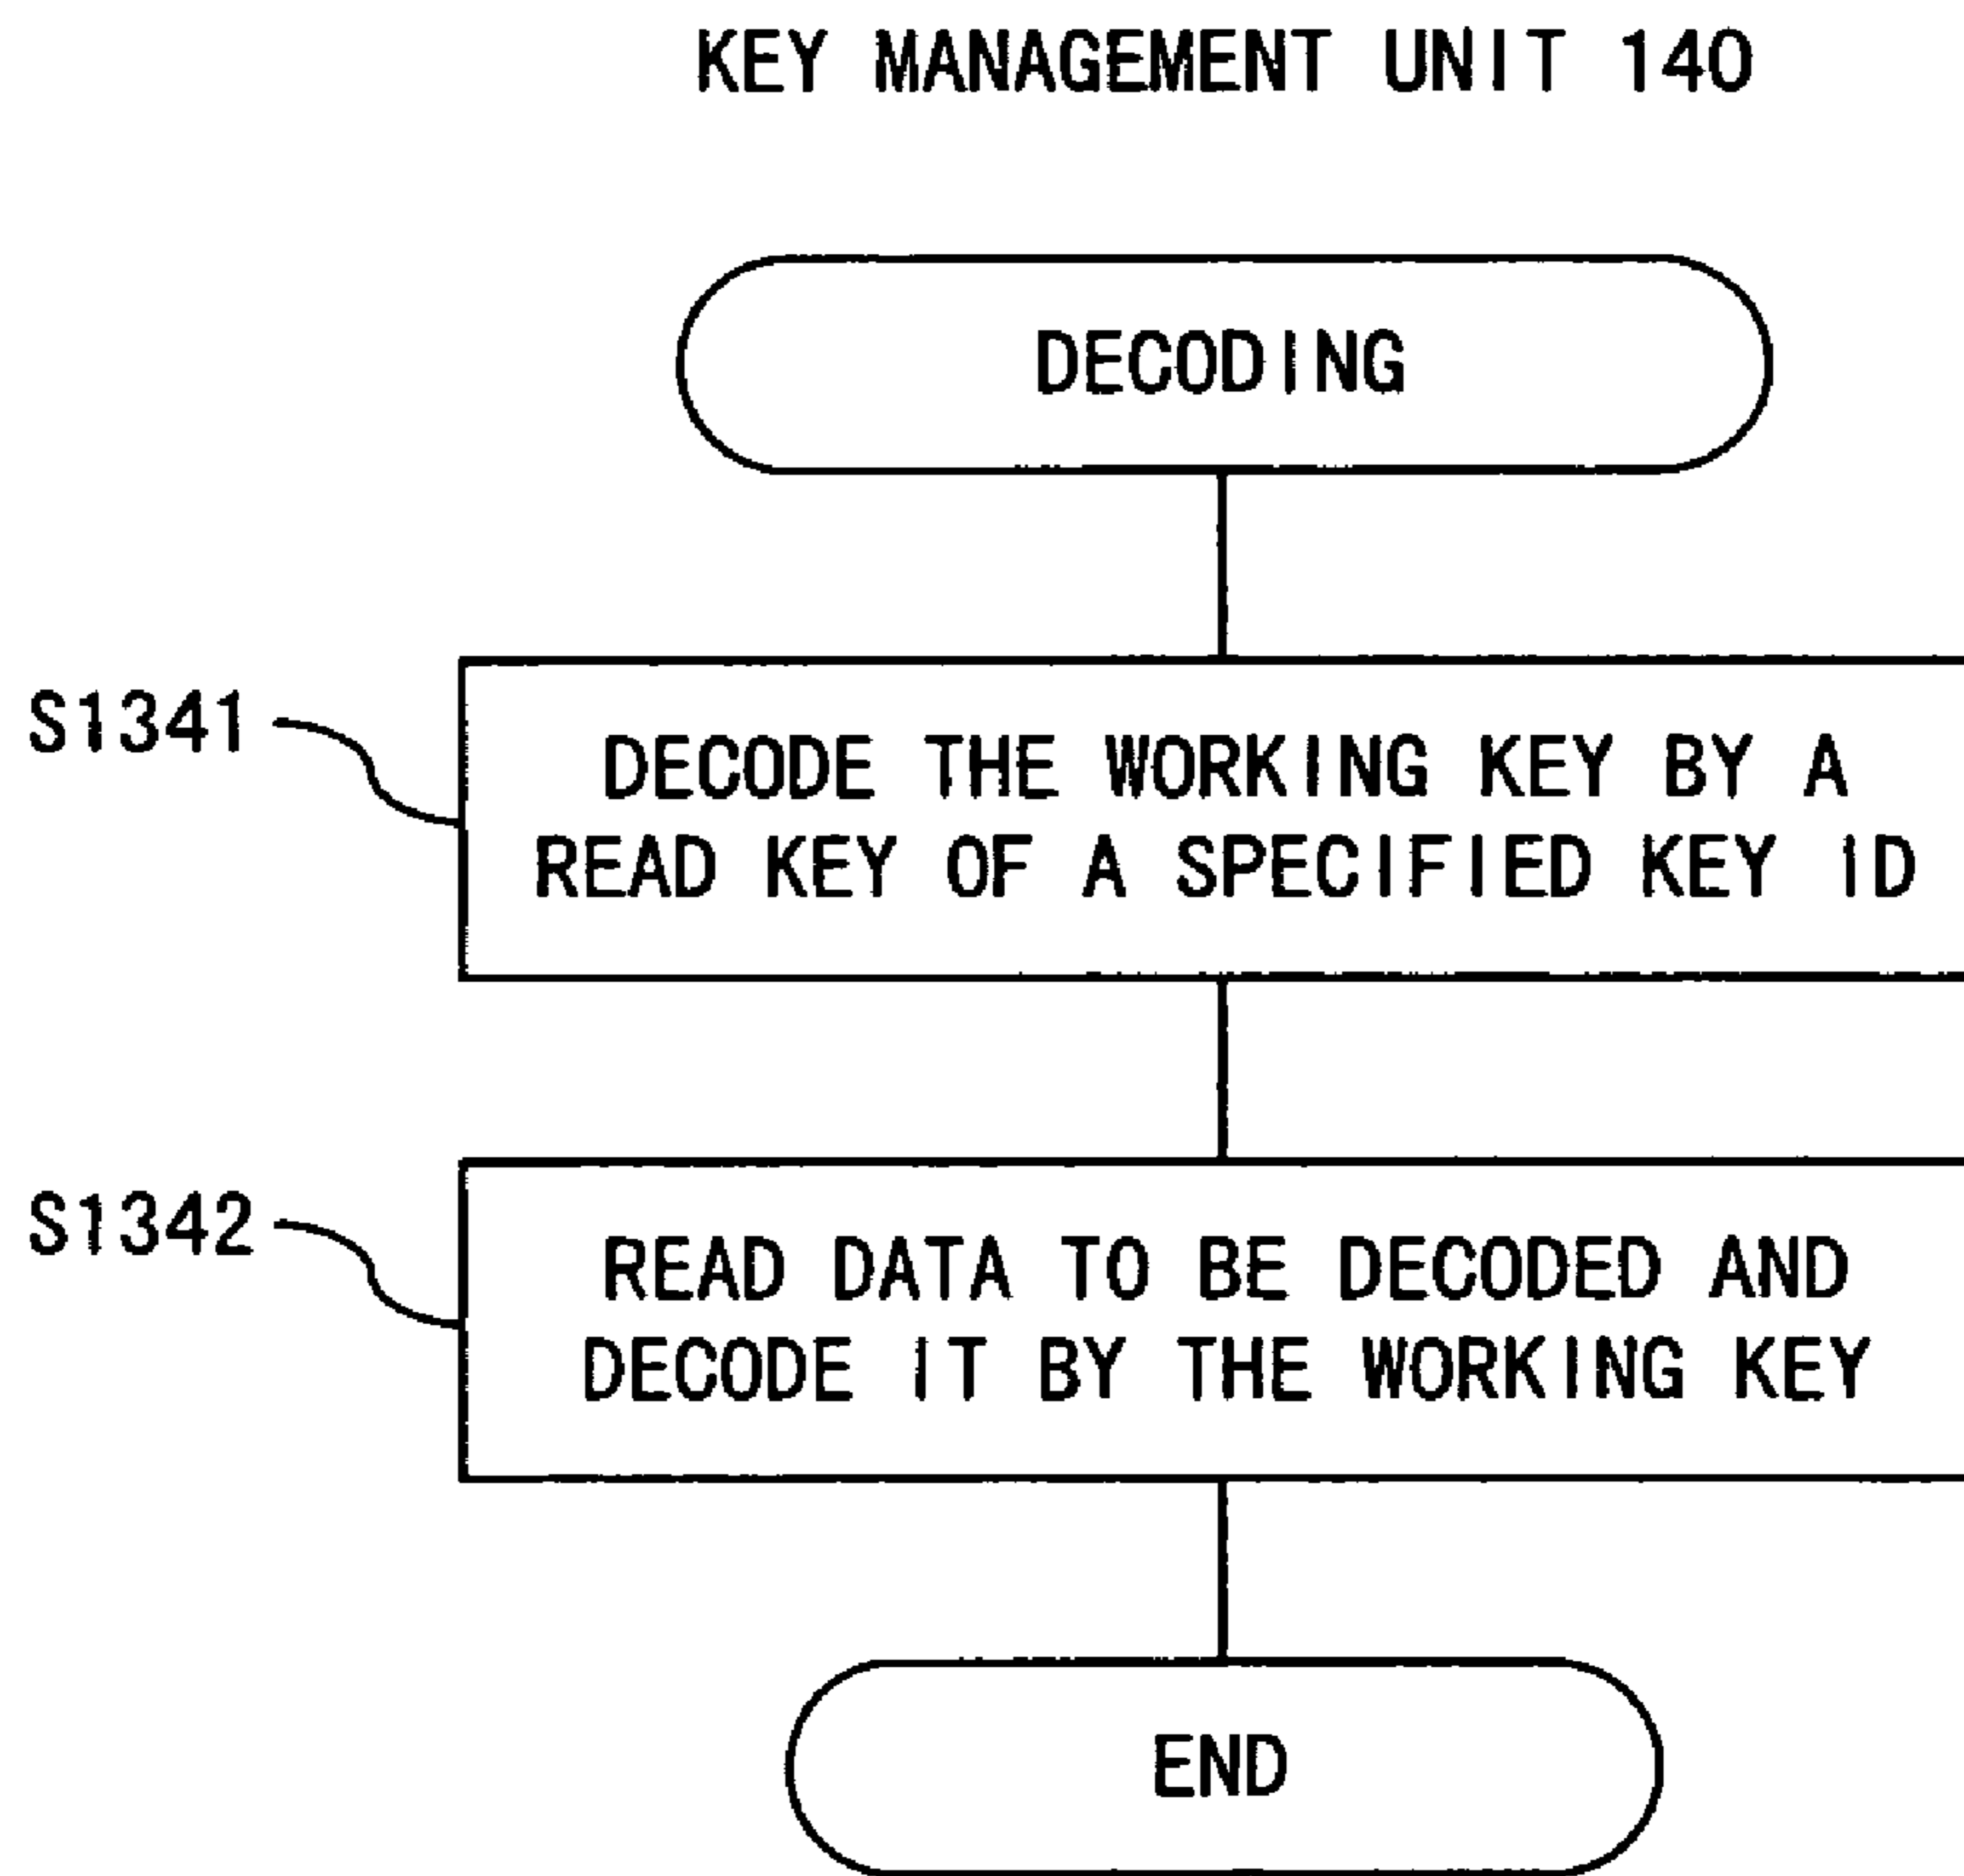 KEY MANAGEMENT UNIT 140
DECODING
S1341
DECODE THE WORKING KEY BY A
READ KEY OF A SPECIFIED KEY ID
S1342
READ DATA TO BE DECODED AND
DECODE IT BY THE WORKING KEY
END